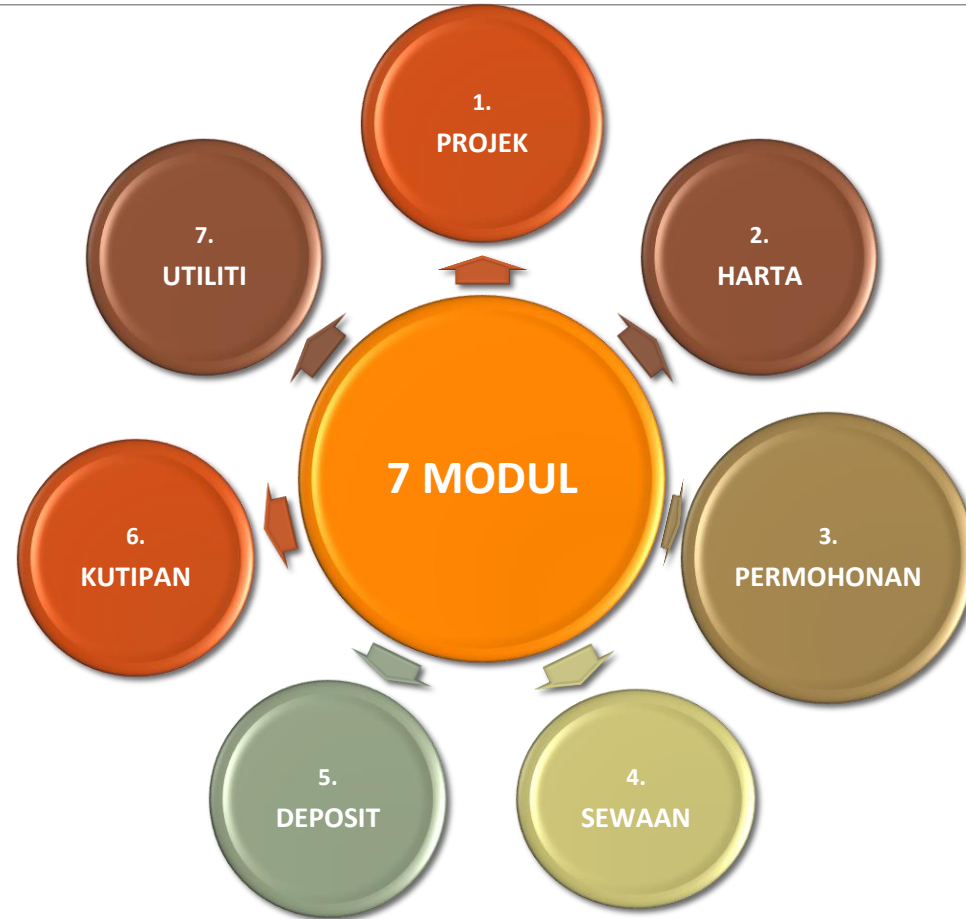 1.
PROJEK
2.
HARTA
3.
PERMOHONAN
4.
SEWAAN
5.
DEPOSIT
6.
KUTIPAN
7.
UTILITI
7 MODUL